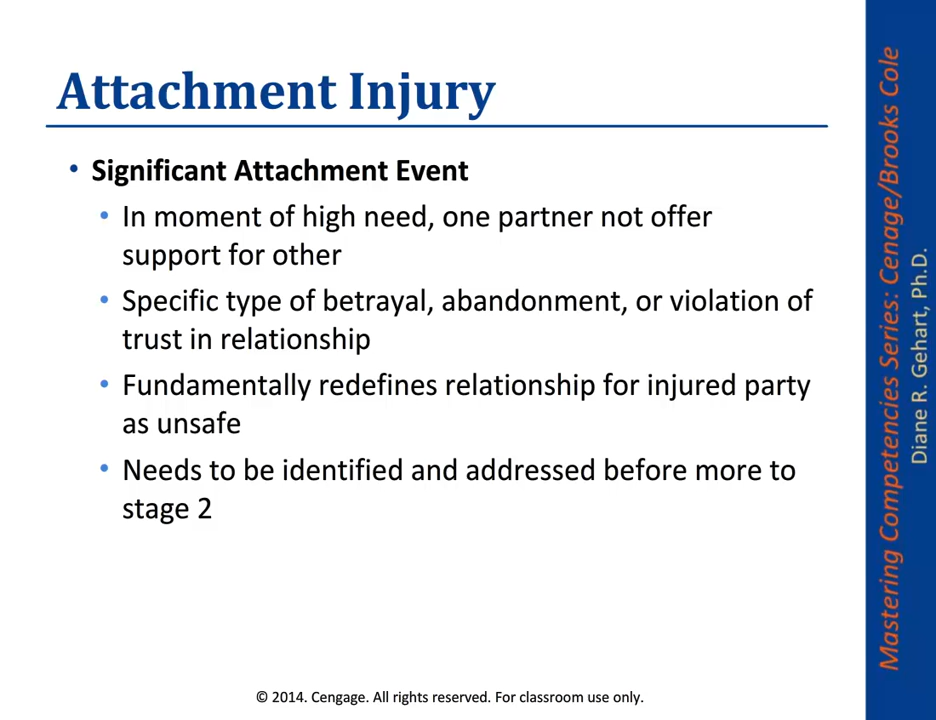 Attachment Injury
• Significant Attachment Event
• In moment of high need, one partner not offer
support for other
• Specific type of betrayal, abandonment, or violation of
trust in relationship
• Fundamentally redefines relationship for injured party
as unsafe
• Needs to be identified and addressed before more to
stage 2
© 2014. Cengage. All rights reserved. For classroom use only.
Mastering Competencies Series: Cenage/Brooks Cole
Diane R. Gehart, Ph.D.